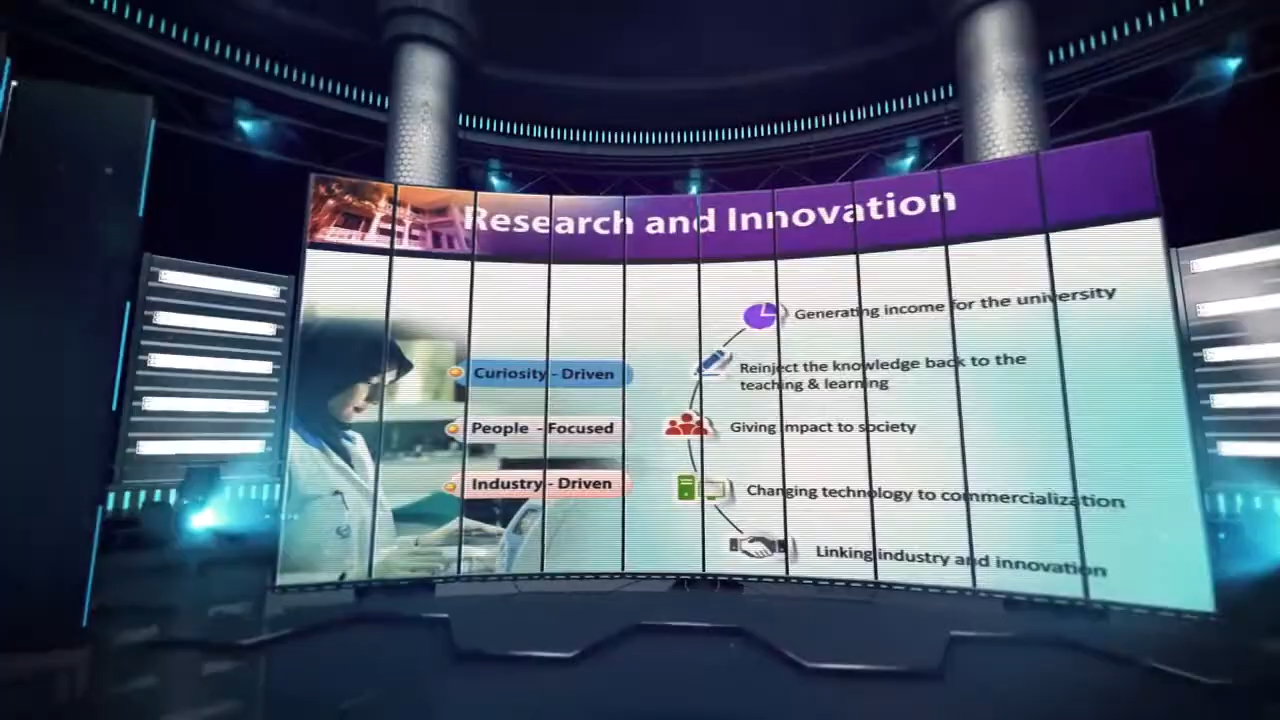 Research and Innovation
Curiosity - Driven
People - Focused
Industry - Driven
Generating income for the university
Reinject the knowledge back to the
teaching & learning
Giving impact to society
Changing technology to commercialization
Linking industry and innovation